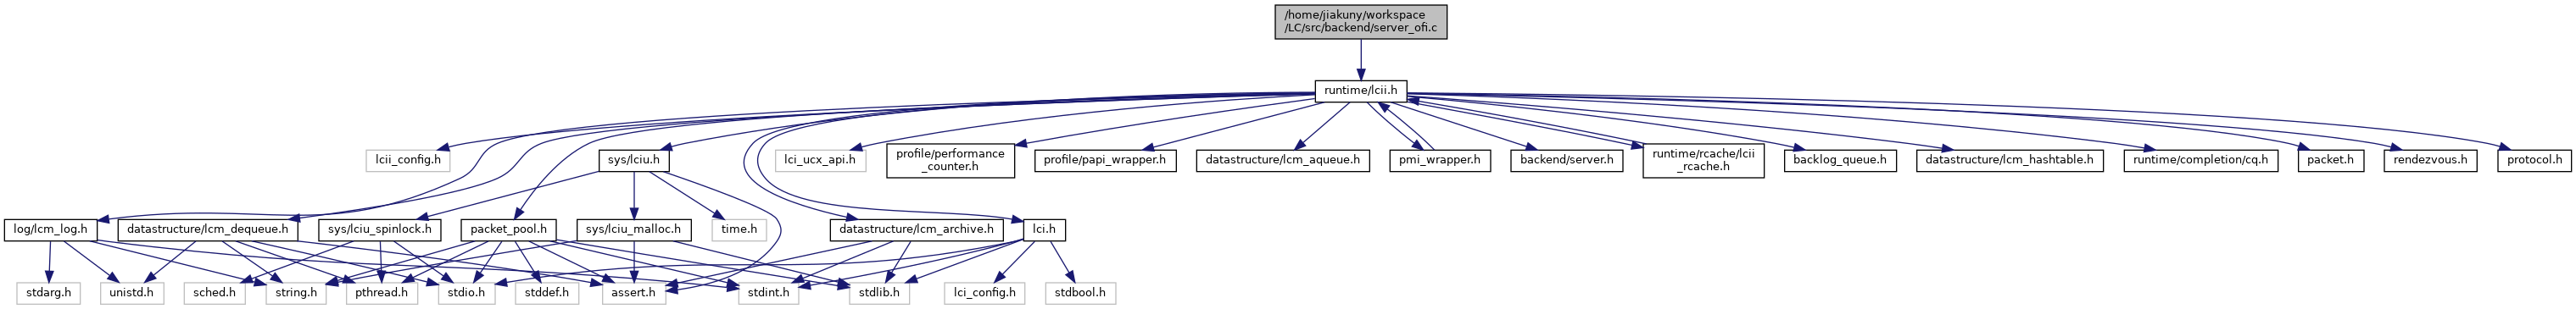 /home/jiakuny/workspace
/LC/src/backend/server_ofi.c
runtime/lcii.h
lcii_config.h
sys/lciu.h
lci_ucx_api.h
profile/performance
_counter.h
profile/papi_wrapper.h
datastructure/lcm_aqueue.h
pmi_wrapper.h
backend/server.h
runtime/rcache/lcii
_rcache.h
backlog_queue.h
datastructure/lcm_hashtable.h
runtime/completion/cq.h
packet.h
rendezvous.h
protocol.h
log/lcm_log.h
datastructure/lcm_dequeue.h
sys/lciu_spinlock.h
packet_pool.h
sys/lciu_malloc.h
time.h
datastructure/lcm_archive.h
lci.h
stdarg.h
unistd.h
sched.h
string.h
pthread.h
stdio.h
stddef.h
assert.h
stdint.h
stdlib.h
lci_config.h
stdbool.h